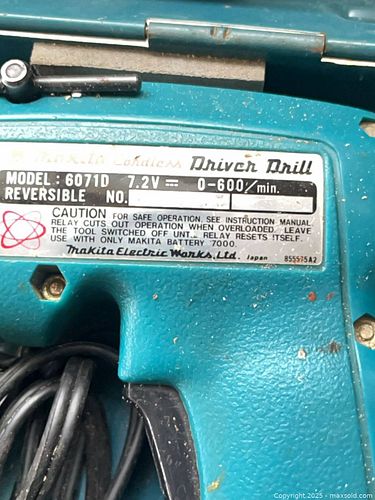 Makita Cordless Driver Drill
MODEL: 6071D 7.2V 0-600/min.
REVERSIBLE NO.
CAUTION FOR SAFE OPERATION, SEE INSTRUCTION MANUAL
RELAY CUTS OUT OPERATION WHEN OVERLOADED. LEAVE
THE TOOL SWITCHED OFF UNT RELAY RESETS ITSELF.
USE WITH ONLY MAKITA BATTERY 7000.
Makita Electric Works, Ltd. Japan 855575A2
Copyright 2025 - maxsold.com